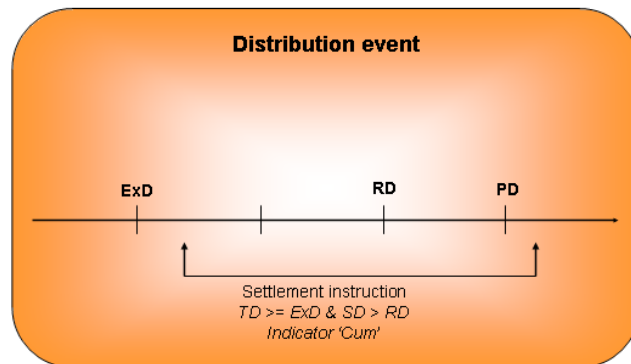 Distribution event
ExD RD PD
Settlement instruction
TD >= ExD & SD > RD
Indicator 'Cum'